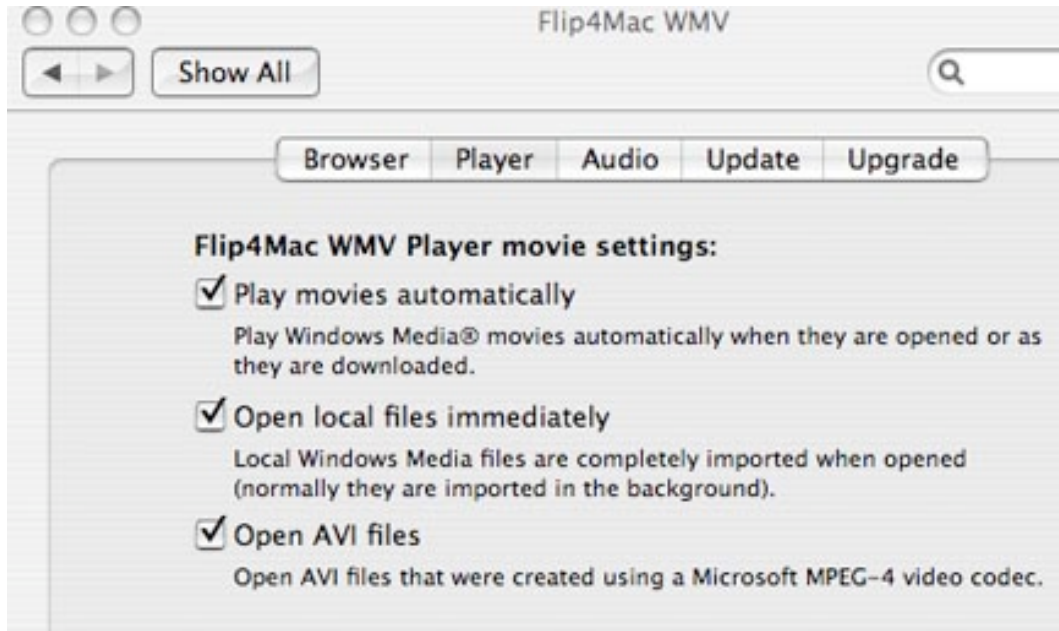 Flip4Mac WMV
Show All
Browser Player Audio Update Upgrade
Flip4Mac WMV Player movie settings:
Play movies automatically
Play Windows Media® movies automatically when they are opened or as
they are downloaded.
Open local files immediately
Local Windows Media files are completely imported when opened
(normally they are imported in the background).
Open AVI files
Open AVI files that were created using a Microsoft MPEG-4 video codec.